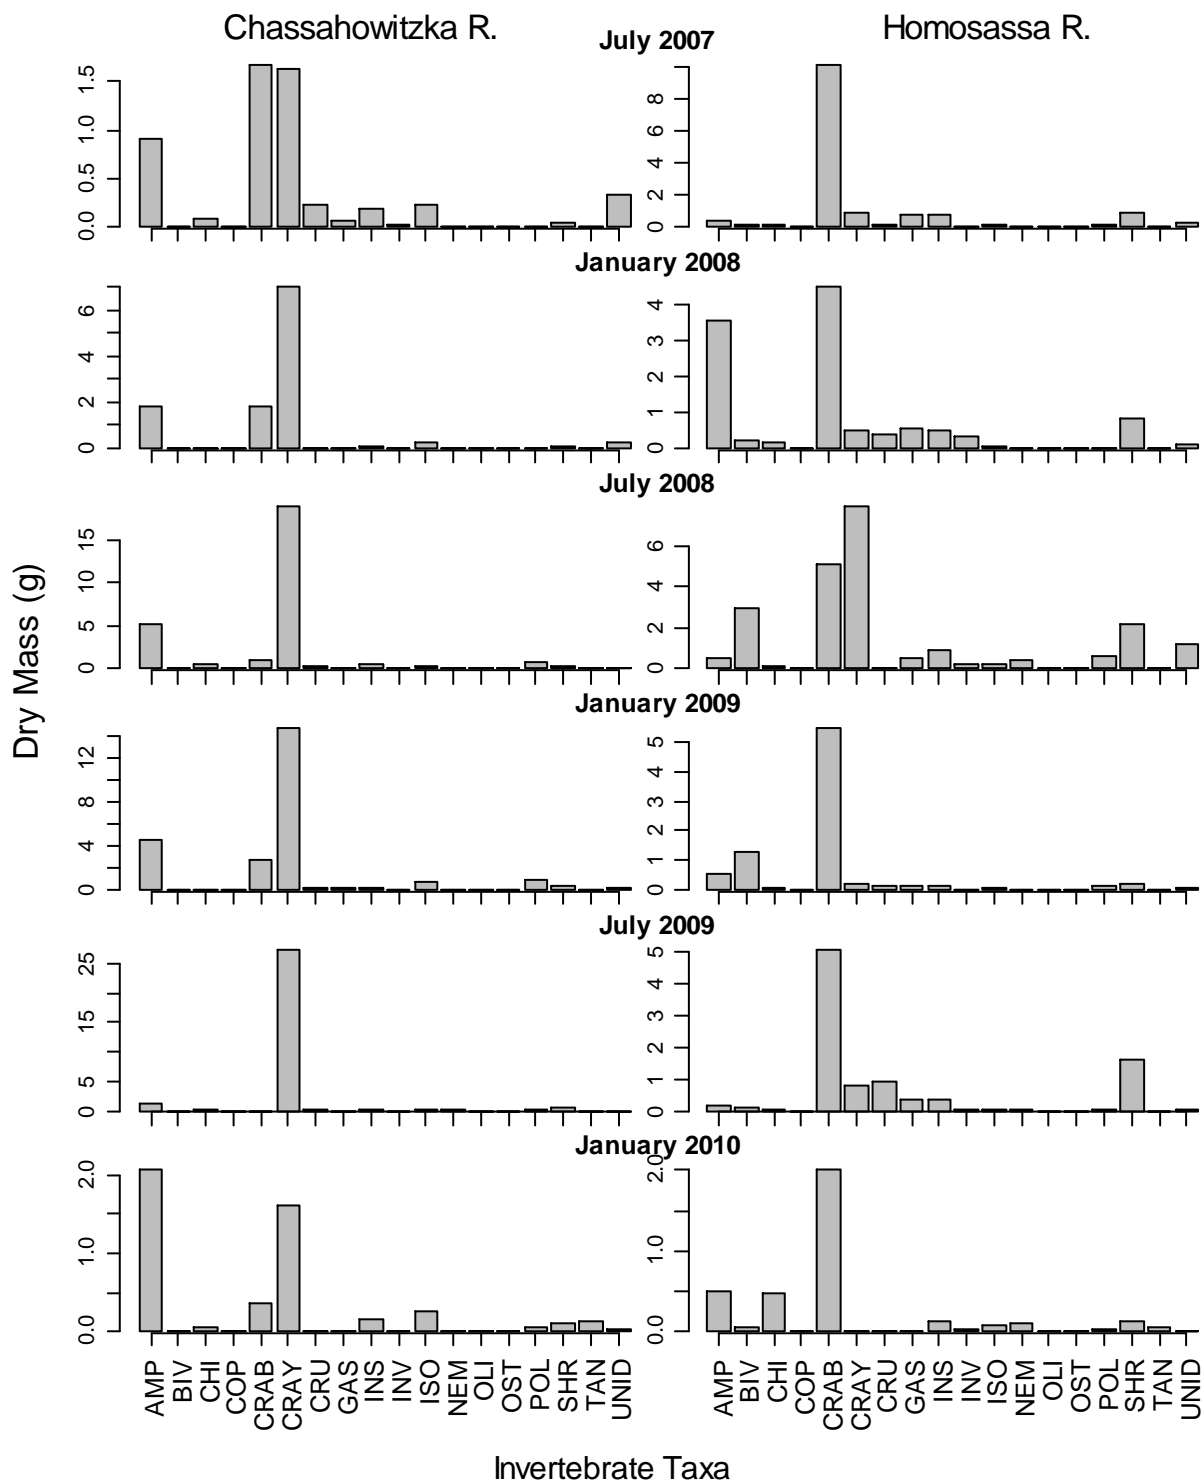 Chassahowitzka R.
Homosassa R.
July 2007
0.0 0.5 1.0 1.5
0 2 4 6 8
January 2008
0 2 4 6
0 1 2 3 4
July 2008
0 5 10 15
0 2 4 6
Dry Mass (g)
January 2009
0 4 8 12
0 1 2 3 4 5
July 2009
0 5 15 25
0 1 2 3 4 5
January 2010
0.0 1.0 2.0
0.0 1.0 2.0
AMP BIV CHI COP CRAB CRAY CRU GAS INS INV ISO NEM OLI OST POL SHR TAN UNID
AMP BIV CHI COP CRAB CRAY CRU GAS INS INV ISO NEM OLI OST POL SHR TAN UNID
Invertebrate Taxa